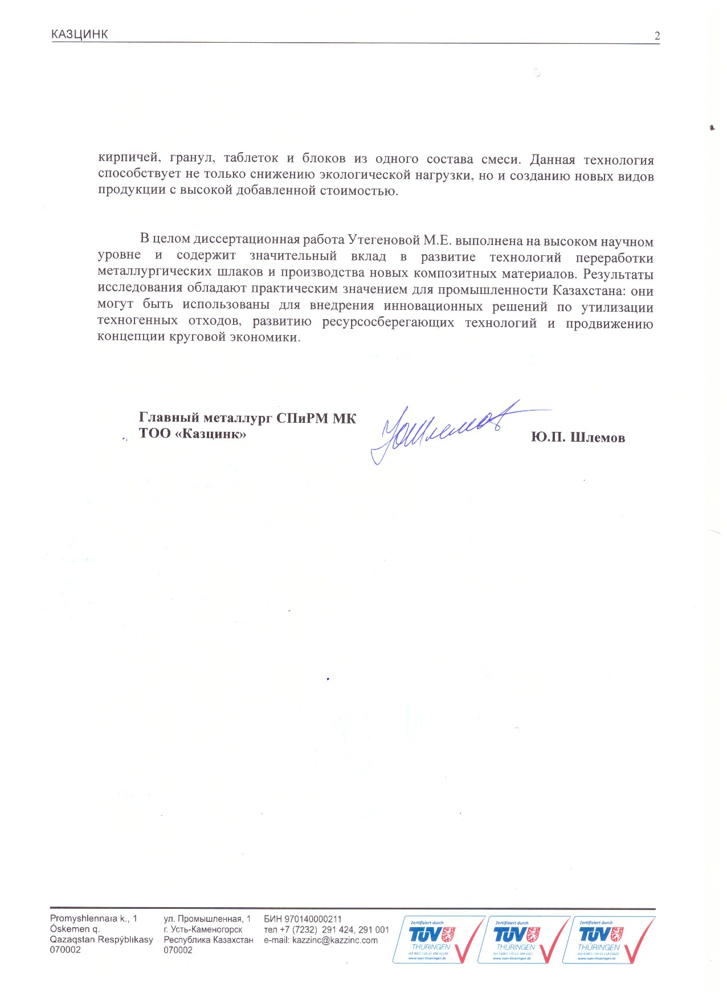 КАЗЦИНК 2
кирпичей, гранул, таблеток и блоков из одного состава смеси. Данная технология
способствует не только снижению экологической нагрузки, но и созданию новых видов
продукции с высокой добавленной стоимостью.
В целом диссертационная работа Утегеновой М.Е. выполнена на высоком научном
уровне и содержит значительный вклад в развитие технологий переработки
металлургических шлаков и производства новых композитных материалов. Результаты
исследования обладают практическим значением для промышленности Казахстана: они
могут быть использованы для внедрения инновационных решений по утилизации
техногенных отходов, развитию ресурсосберегающих технологий и продвижению
концепции круговой экономики.
Главный металлург СПиРМ МК
ТОО «Казцинк»
Ю.П. Шлемов
Promyshlennaıa k., 1
Óskemen q.
Qazaqstan Respýblıkasy
070002
ул. Промышленная, 1
г. Усть-Каменогорск
Республика Казахстан
070002
БИН 970140000211
тел +7 (7232) 291 424, 291 001
e-mail: kazzinc@kazzinc.com
Zertifiziert durch
TÜV
THÜRINGEN
www.tuev-thueringen.de
Zertifiziert durch
TÜV
THÜRINGEN
www.tuev-thueringen.de
Zertifiziert durch
TÜV
THÜRINGEN
www.tuev-thueringen.de